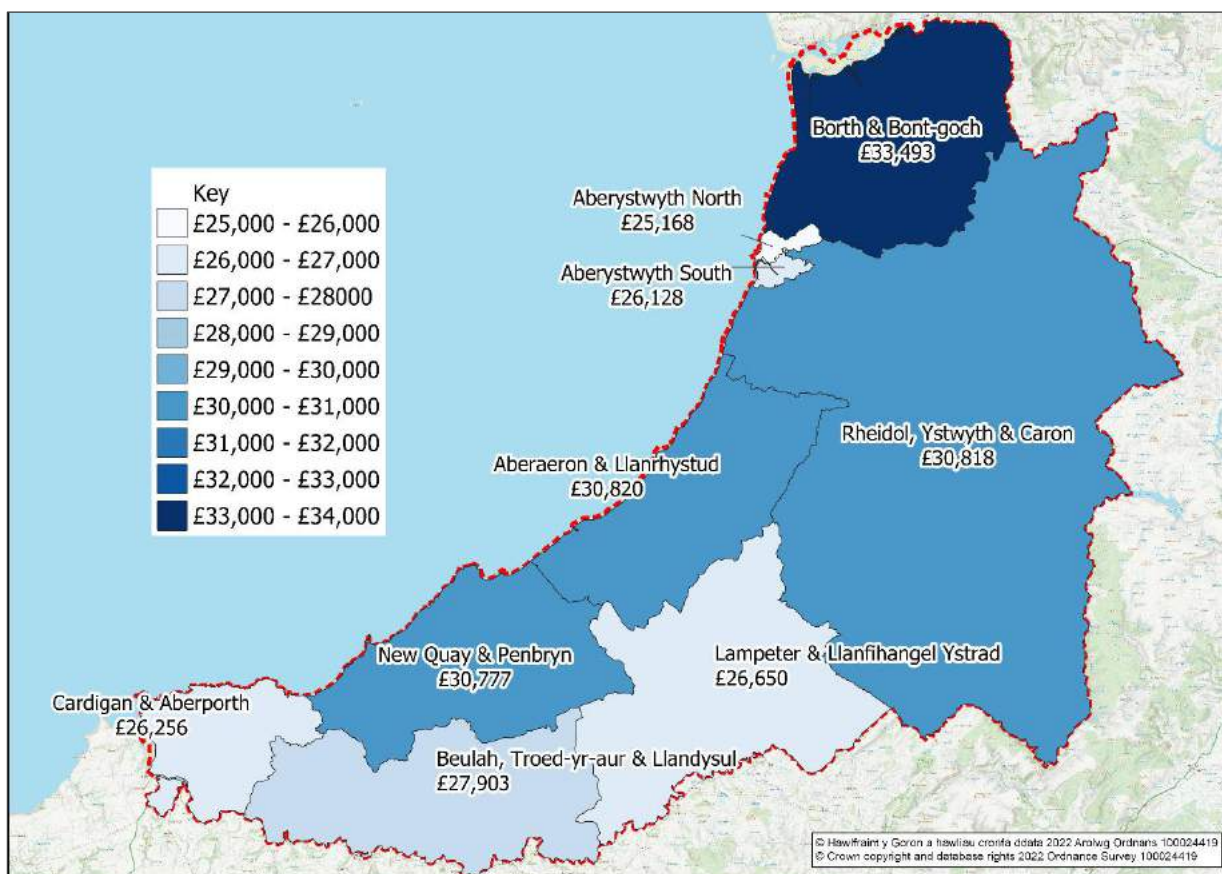 Key
£25,000 - £26,000
£26,000 - £27,000
£27,000 - £28000
£28,000 - £29,000
£29,000 - £30,000
£30,000 - £31,000
£31,000 - £32,000
£32,000 - £33,000
£33,000 - £34,000
Borth & Bont-goch
£33,493
Aberystwyth North
£25,168
Aberystwyth South
£26,128
Rheidol, Ystwyth & Caron
£30,818
Aberaeron & Llanrhystud
£30,820
New Quay & Penbryn
£30,777
Lampeter & Llanfihangel Ystrad
£26,650
Cardigan & Aberporth
£26,256
Beulah, Troed-yr-aur & Llandysul
£27,903
© Hawlfraint y Goron a hawliau cronfa ddata 2022 Arolwg Ordnans 100024419
© Crown copyright and database rights 2022 Ordnance Survey 100024419